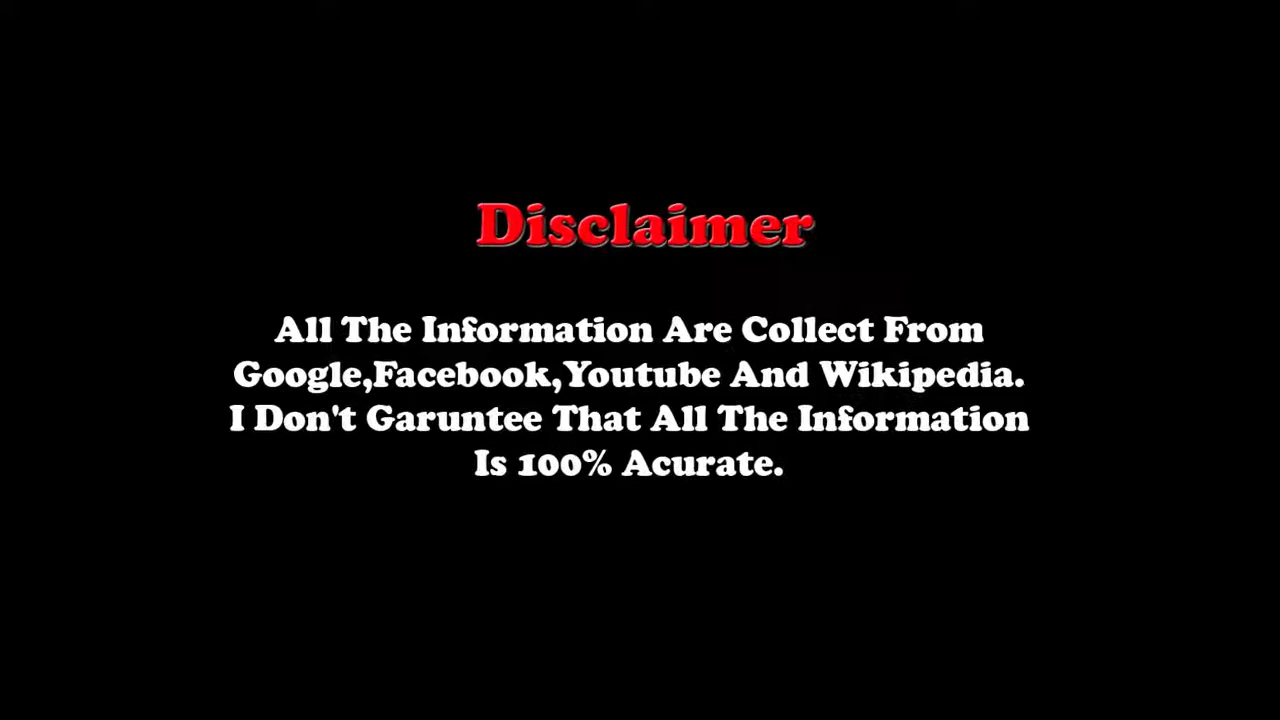 Disclaimer
All The Information Are Collect From
Google,Facebook,Youtube And Wikipedia.
I Don't Garuntee That All The Information
Is 100% Acurate.